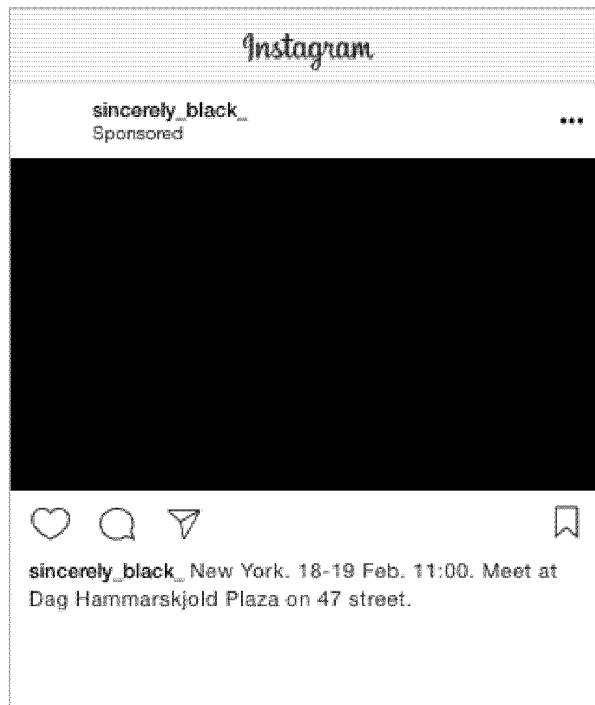 Instagram
sincerely_black_
Sponsored
sincerely_black_ New York. 18-19 Feb. 11:00. Meet at
Dag Hammarskjold Plaza on 47 street.